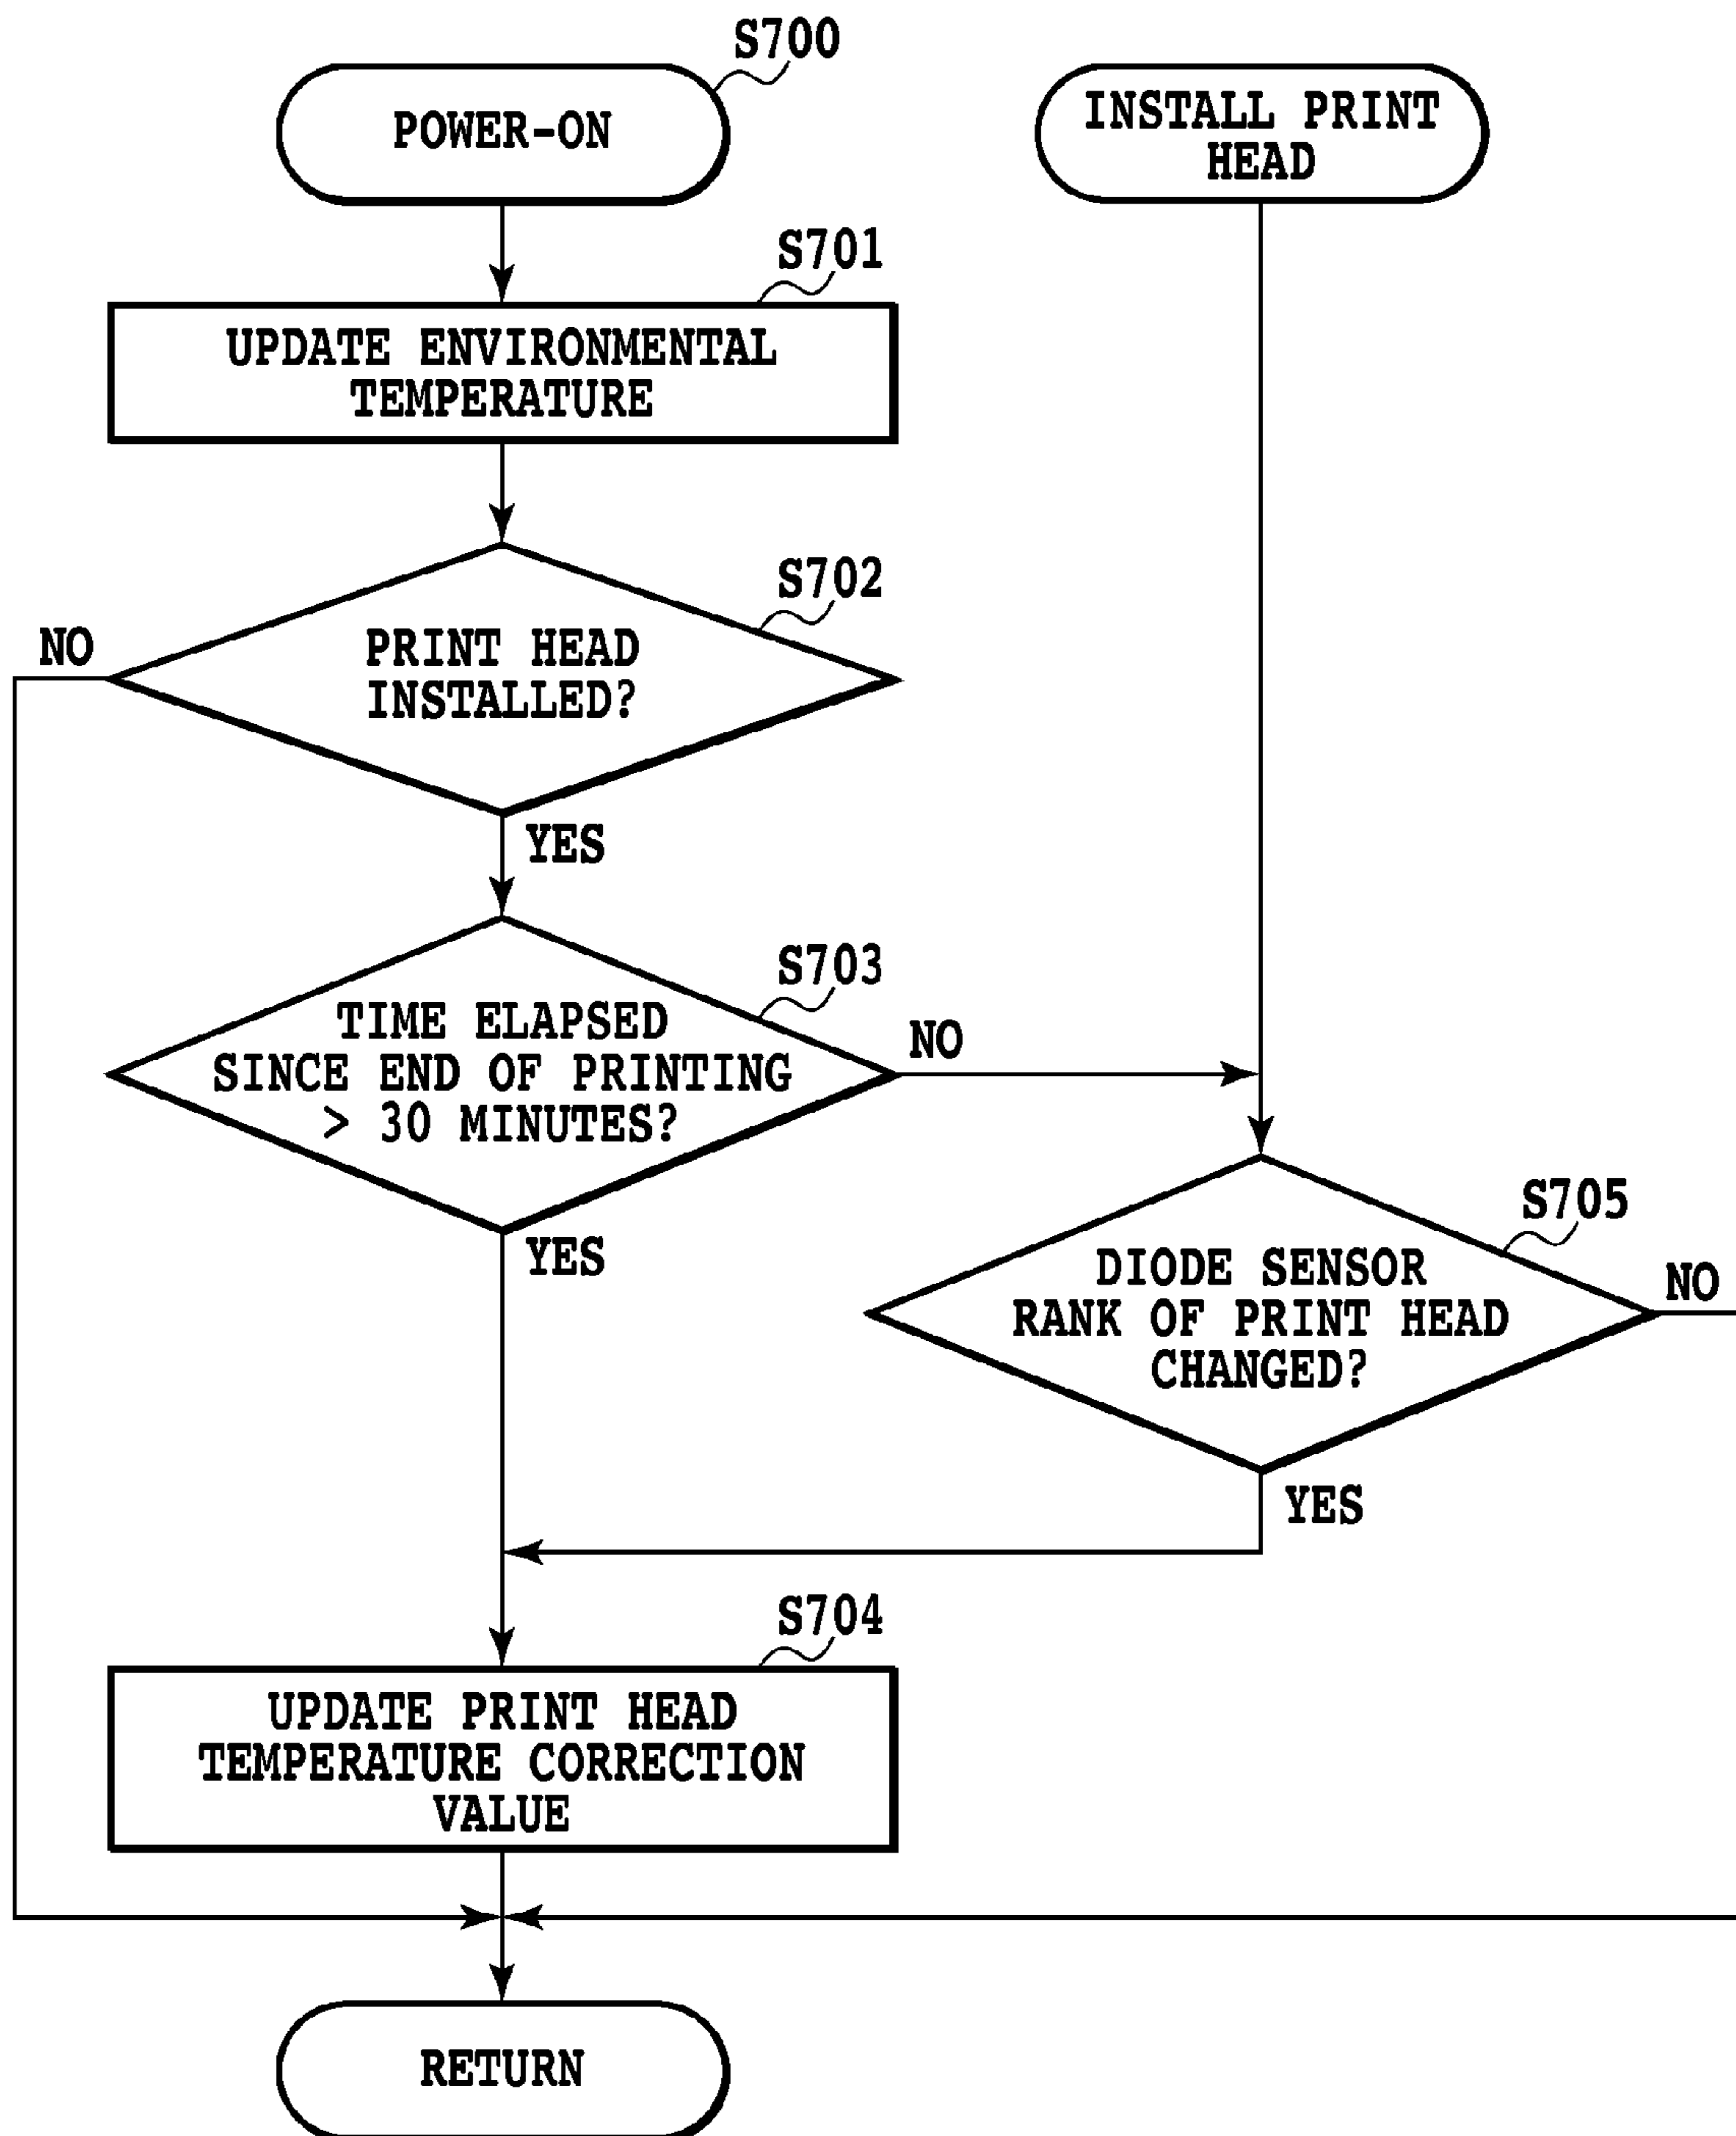 S700
POWER-ON
INSTALL PRINT
HEAD
S701
UPDATE ENVIRONMENTAL
TEMPERATURE
S702
NO
PRINT HEAD
INSTALLED?
YES
S703
TIME ELAPSED
SINCE END OF PRINTING
> 30 MINUTES?
NO
YES
S705
DIODE SENSOR
RANK OF PRINT HEAD
CHANGED?
NO
YES
S704
UPDATE PRINT HEAD
TEMPERATURE CORRECTION
VALUE
RETURN